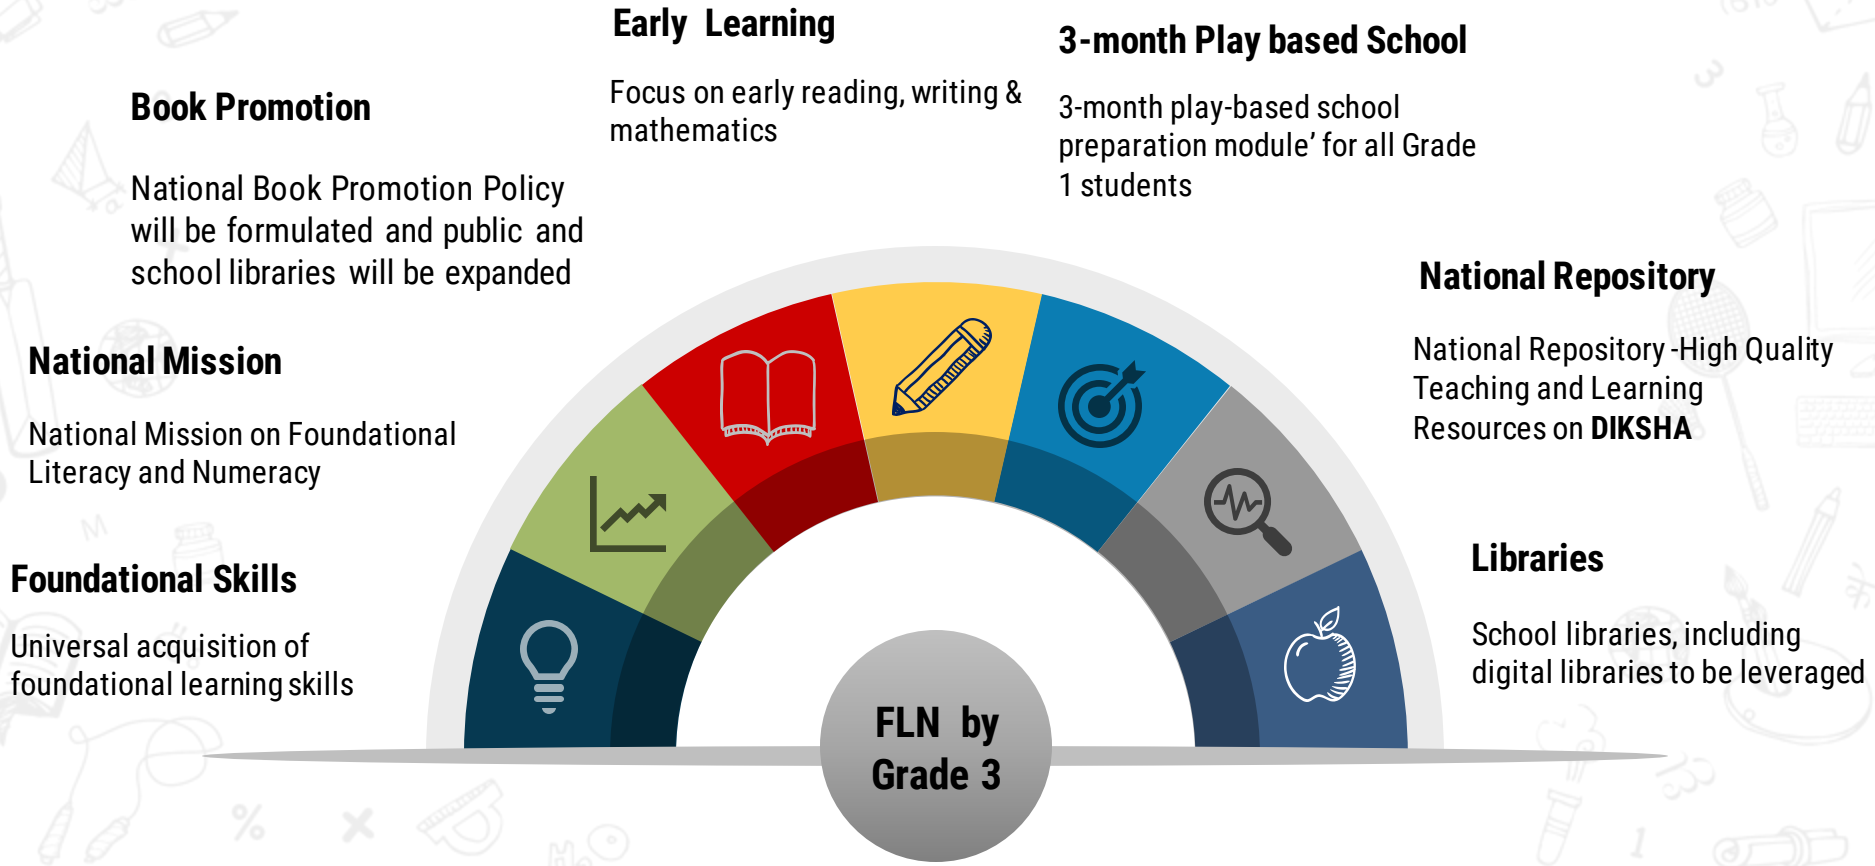 Early Learning
Focus on early reading, writing &
mathematics
3-month Play based School
3-month play-based school
preparation module’ for all Grade
1 students
Book Promotion
National Book Promotion Policy
will be formulated and public and
school libraries will be expanded
National Repository
National Repository -High Quality
Teaching and Learning
Resources on DIKSHA
National Mission
National Mission on Foundational
Literacy and Numeracy
Foundational Skills
Universal acquisition of
foundational learning skills
Libraries
School libraries, including
digital libraries to be leveraged
FLN by
Grade 3